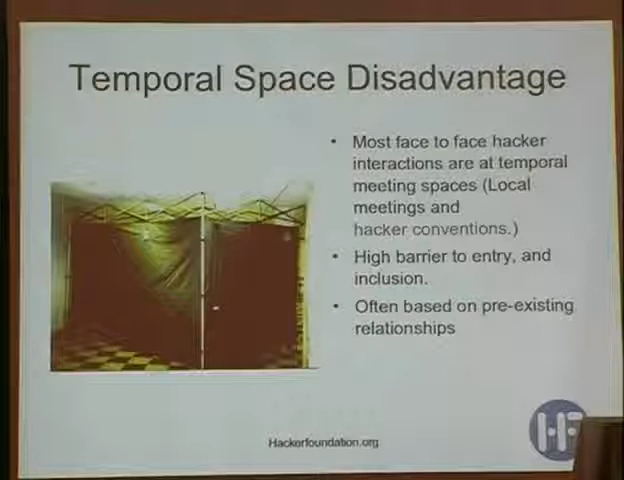 Temporal Space Disadvantage
• Most face to face hacker
interactions are at temporal
meeting spaces (Local
meetings and
hacker conventions.)
• High barrier to entry, and
inclusion.
• Often based on pre-existing
relationships
Hackerfoundation.org
HF